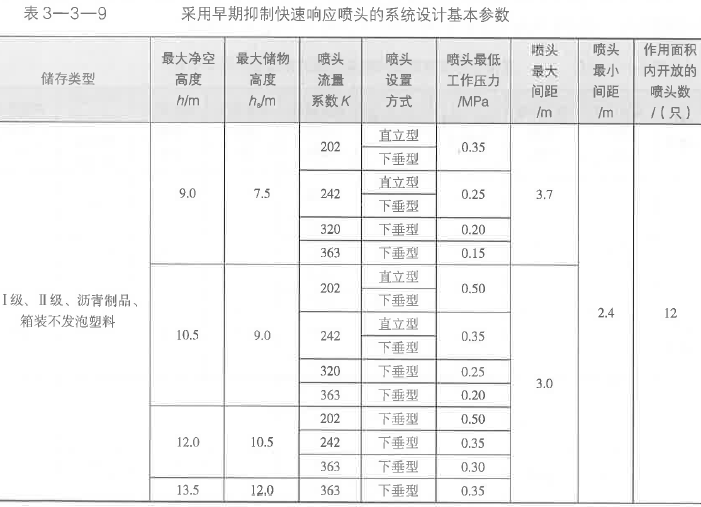 表3—3—9 采用早期抑制快速响应喷头的系统设计基本参数
储存类型 最大净空高度 h/m 最大储物高度 hs/m 喷头流量系数K 喷头设置方式 喷头最低工作压力 /MPa 喷头最大间距 /m 喷头最小间距 /m 作用面积内开放的喷头数 /(只)
Ⅰ级、Ⅱ级、沥青制品、箱装不发泡塑料 9.0 7.5 202 直立型 0.35 3.7 2.4 12
下垂型
242 直立型 0.25
下垂型
320 下垂型 0.20
363 下垂型 0.15
10.5 9.0 202 直立型 0.50 3.0
下垂型
242 直立型 0.35
下垂型
320 下垂型 0.25
363 下垂型 0.20
12.0 10.5 202 下垂型 0.50
242 下垂型 0.35
363 下垂型 0.30
13.5 12.0 363 下垂型 0.35